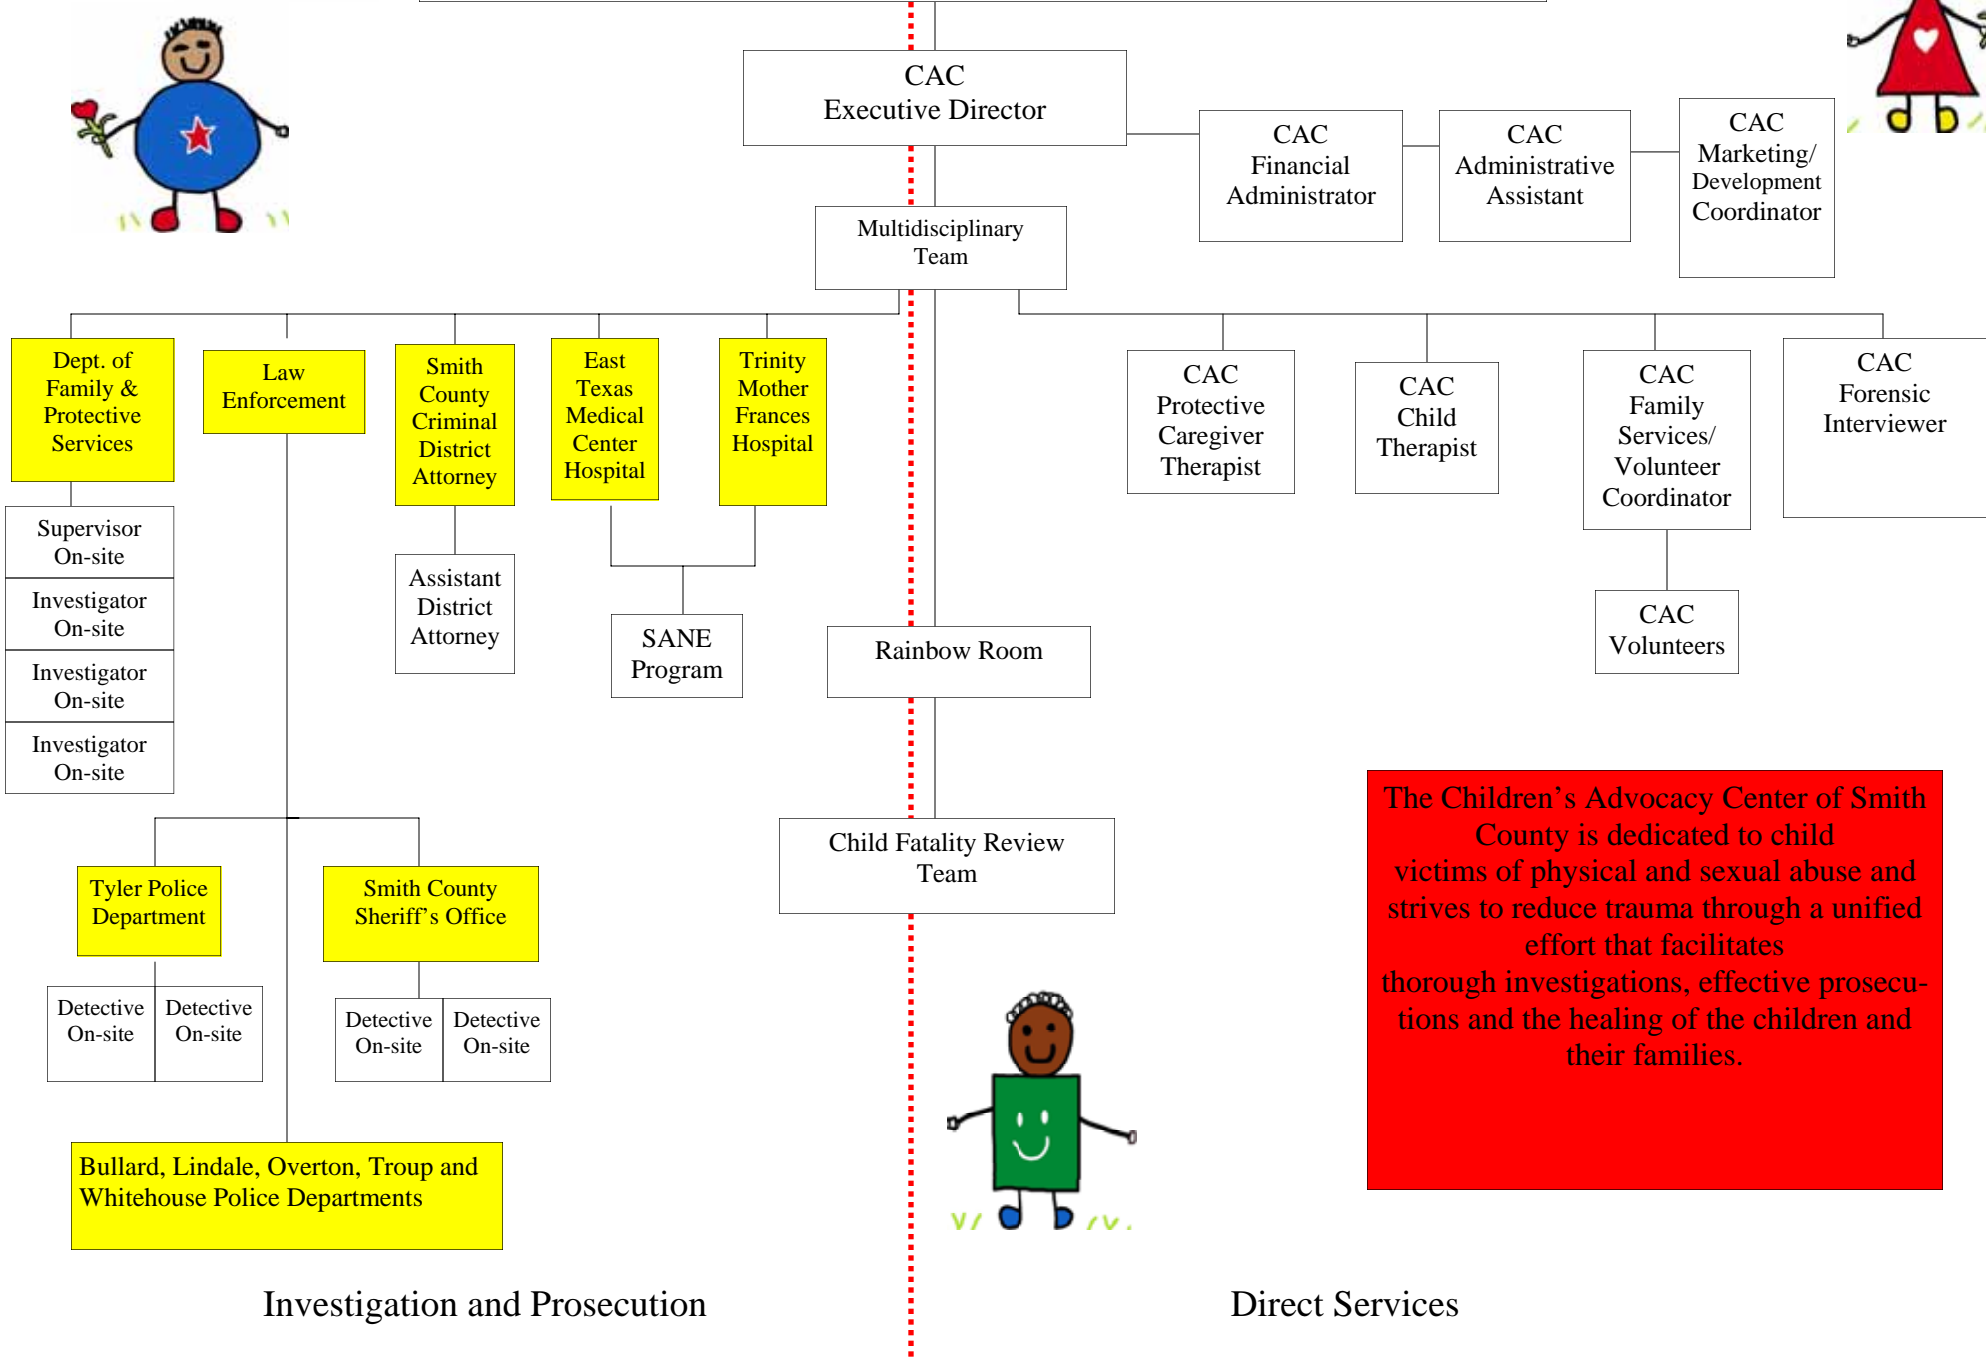 CAC
Executive Director
CAC
Financial
Administrator
CAC
Administrative
Assistant
CAC
Marketing/
Development
Coordinator
Multidisciplinary
Team
Dept. of
Family &
Protective
Services
Law
Enforcement
Smith
County
Criminal
District
Attorney
East
Texas
Medical
Center
Hospital
Trinity
Mother
Frances
Hospital
CAC
Protective
Caregiver
Therapist
CAC
Child
Therapist
CAC
Family
Services/
Volunteer
Coordinator
CAC
Forensic
Interviewer
Supervisor
On-site
Investigator
On-site
Investigator
On-site
Investigator
On-site
Assistant
District
Attorney
SANE
Program
Rainbow Room
CAC
Volunteers
Child Fatality Review
Team
Tyler Police
Department
Smith County
Sheriff’s Office
Detective
On-site
Detective
On-site
Detective
On-site
Detective
On-site
Bullard, Lindale, Overton, Troup and
Whitehouse Police Departments
The Children’s Advocacy Center of Smith
County is dedicated to child
victims of physical and sexual abuse and
strives to reduce trauma through a unified
effort that facilitates
thorough investigations, effective prosecu-
tions and the healing of the children and
their families.
Investigation and Prosecution
Direct Services